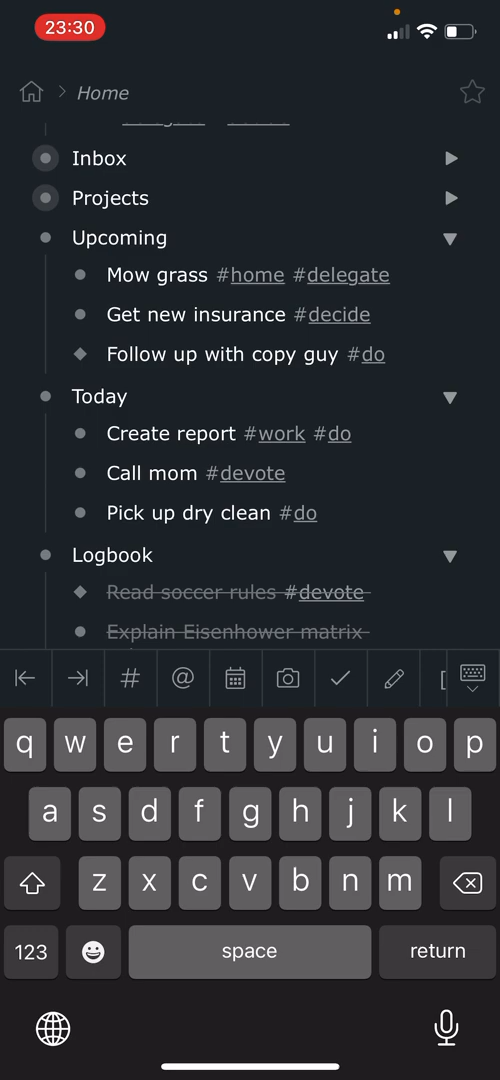 23:30
Home
Inbox
Projects
Upcoming
Mow grass #home #delegate
Get new insurance #decide
Follow up with copy guy #do
Today
Create report #work #do
Call mom #devote
Pick up dry clean #do
Logbook
Read soccer rules #devote
Explain Eisenhower matrix
# @
q w e r t y u i o p
a s d f g h j k l
z x c v b n m
123 space return